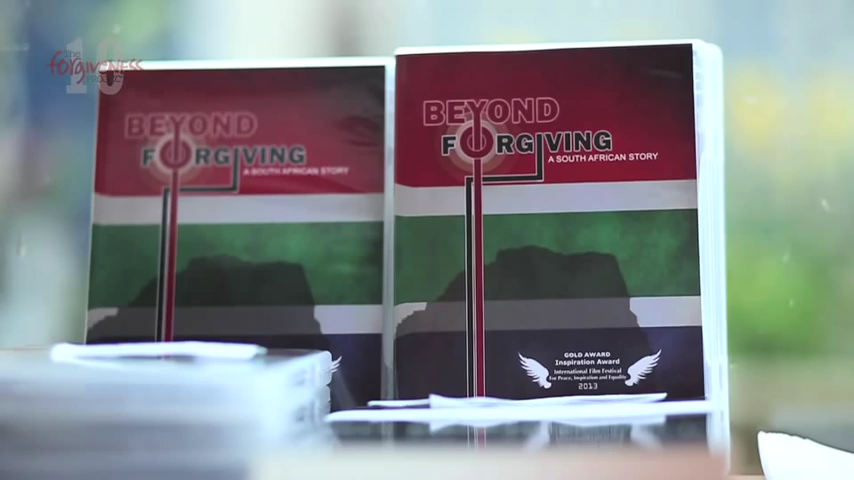 10
The
forgiveness
PROJECT
BEYOND
FORGIVING
A SOUTH AFRICAN STORY
BEYOND
FORGIVING
A SOUTH AFRICAN STORY
GOLD AWARD
Inspiration Award
International Film Festival
For Peace, Inspiration and Equality
2013